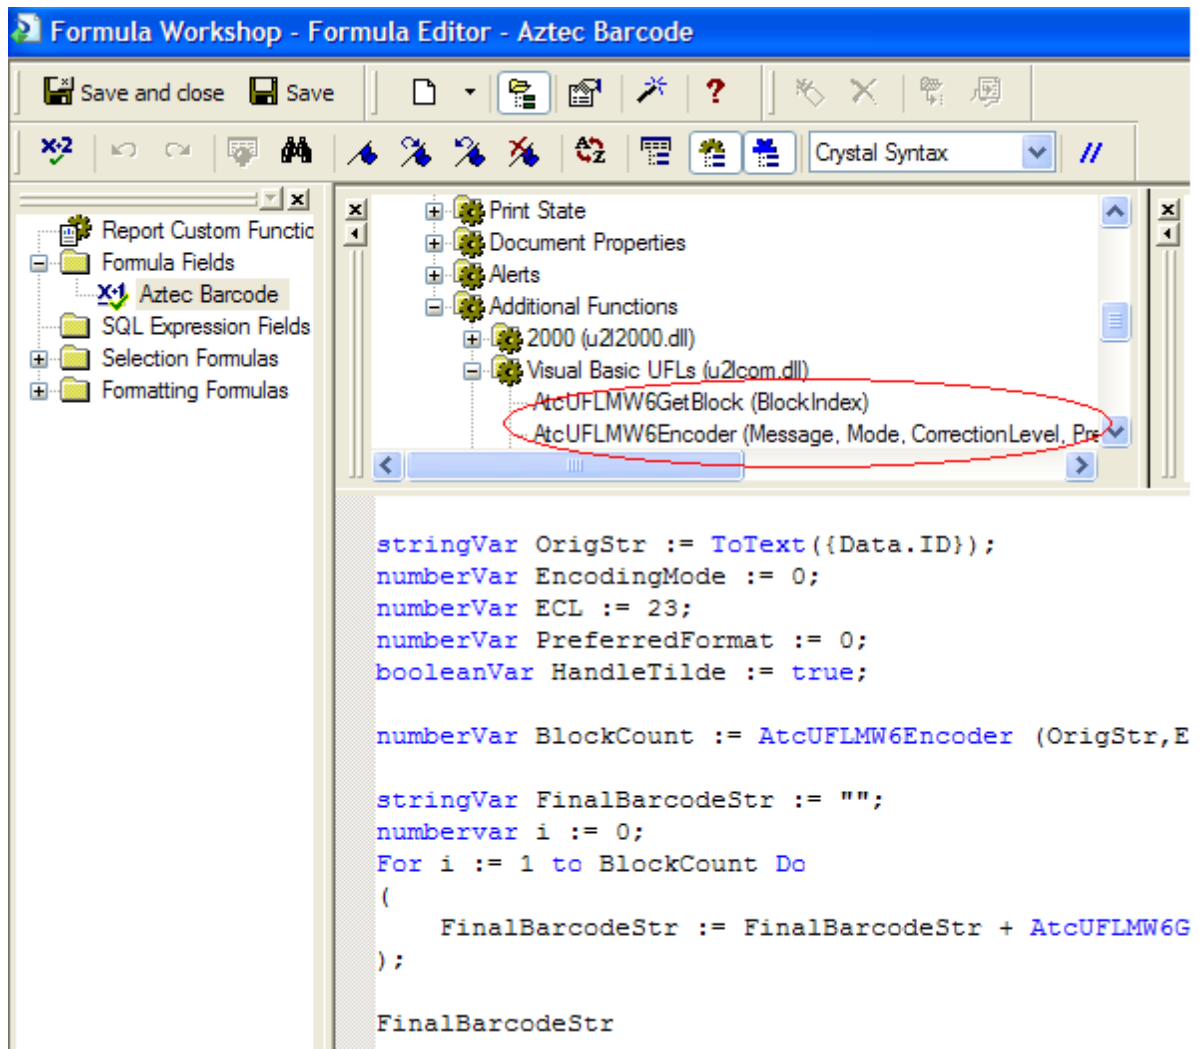 Formula Workshop - Formula Editor - Aztec Barcode
Save and close Save ?
x+2 A Z Crystal Syntax //
Report Custom Functio
Formula Fields
x+1 Aztec Barcode
SQL Expression Fields
Selection Formulas
Formatting Formulas
Print State
Document Properties
Alerts
Additional Functions
2000 (u2l2000.dll)
Visual Basic UFLs (u2lcom.dll)
AtcUFLMW6GetBlock (BlockIndex)
AtcUFLMW6Encoder (Message, Mode, CorrectionLevel, Pre
stringVar OrigStr := ToText({Data.ID});
numberVar EncodingMode := 0;
numberVar ECL := 23;
numberVar PreferredFormat := 0;
booleanVar HandleTilde := true;
numberVar BlockCount := AtcUFLMW6Encoder (OrigStr,E
stringVar FinalBarcodeStr := "";
numbervar i := 0;
For i := 1 to BlockCount Do
(
FinalBarcodeStr := FinalBarcodeStr + AtcUFLMW6G
);
FinalBarcodeStr